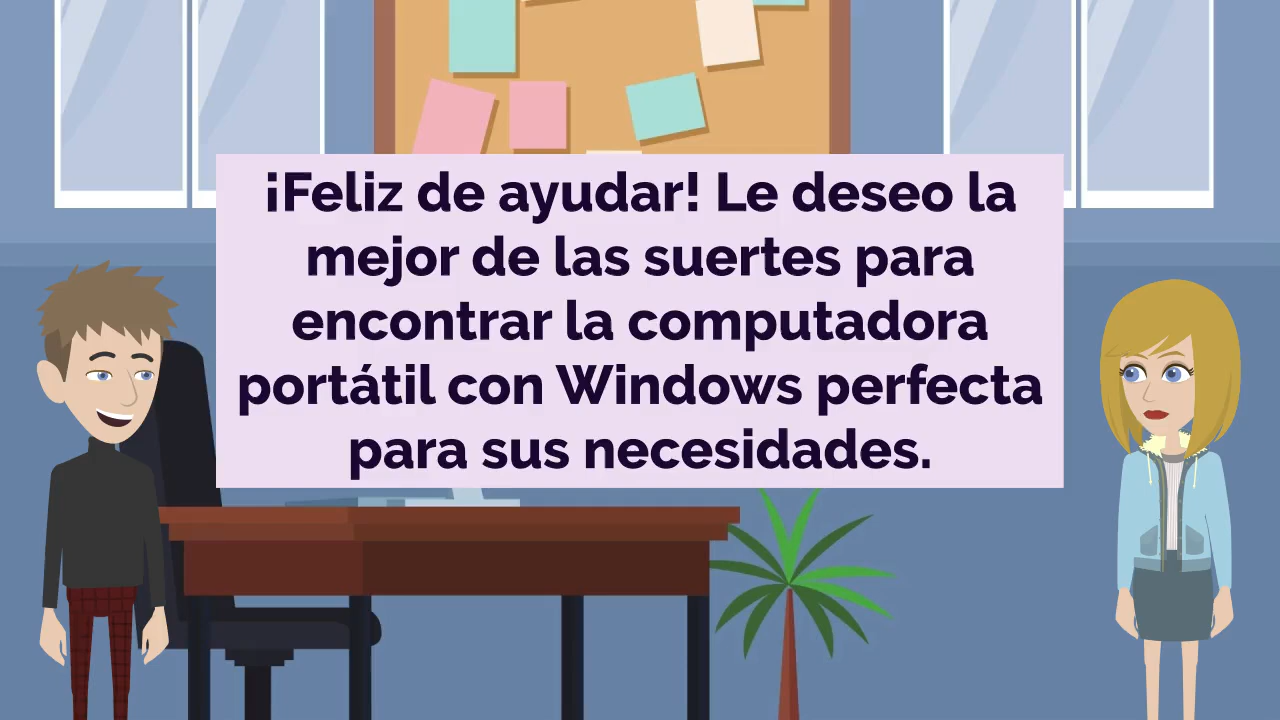 ¡Feliz de ayudar! Le deseo la
mejor de las suertes para
encontrar la computadora
portátil con Windows perfecta
para sus necesidades.